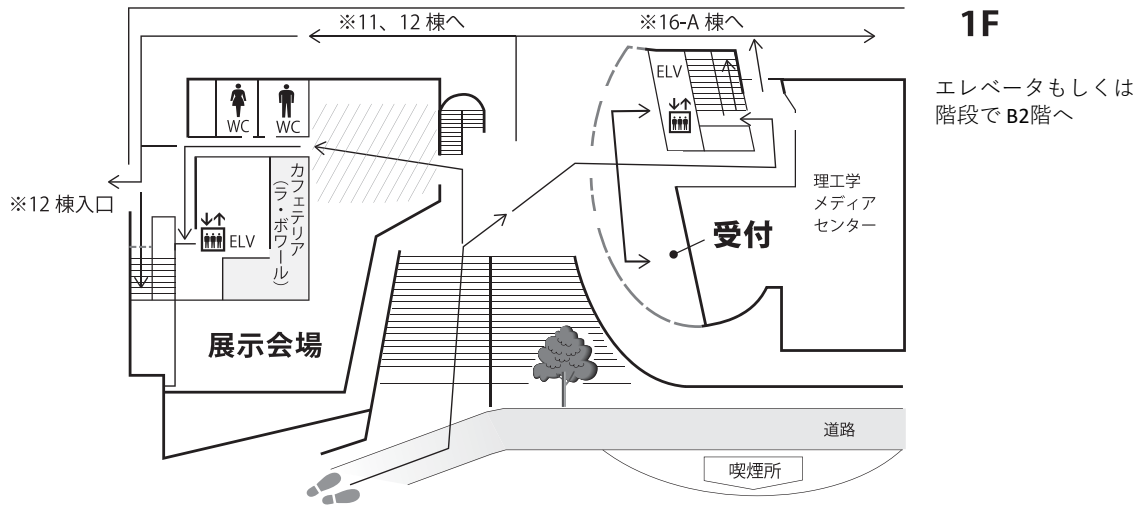 ※11、12 棟へ
※16-A 棟へ
1F
エレベータもしくは
階段で B2階へ
ELV
WC
WC
カフェテリア
（ラ・ボワール）
※12 棟入口
ELV
理工学
メディア
センター
受付
展示会場
道路
喫煙所